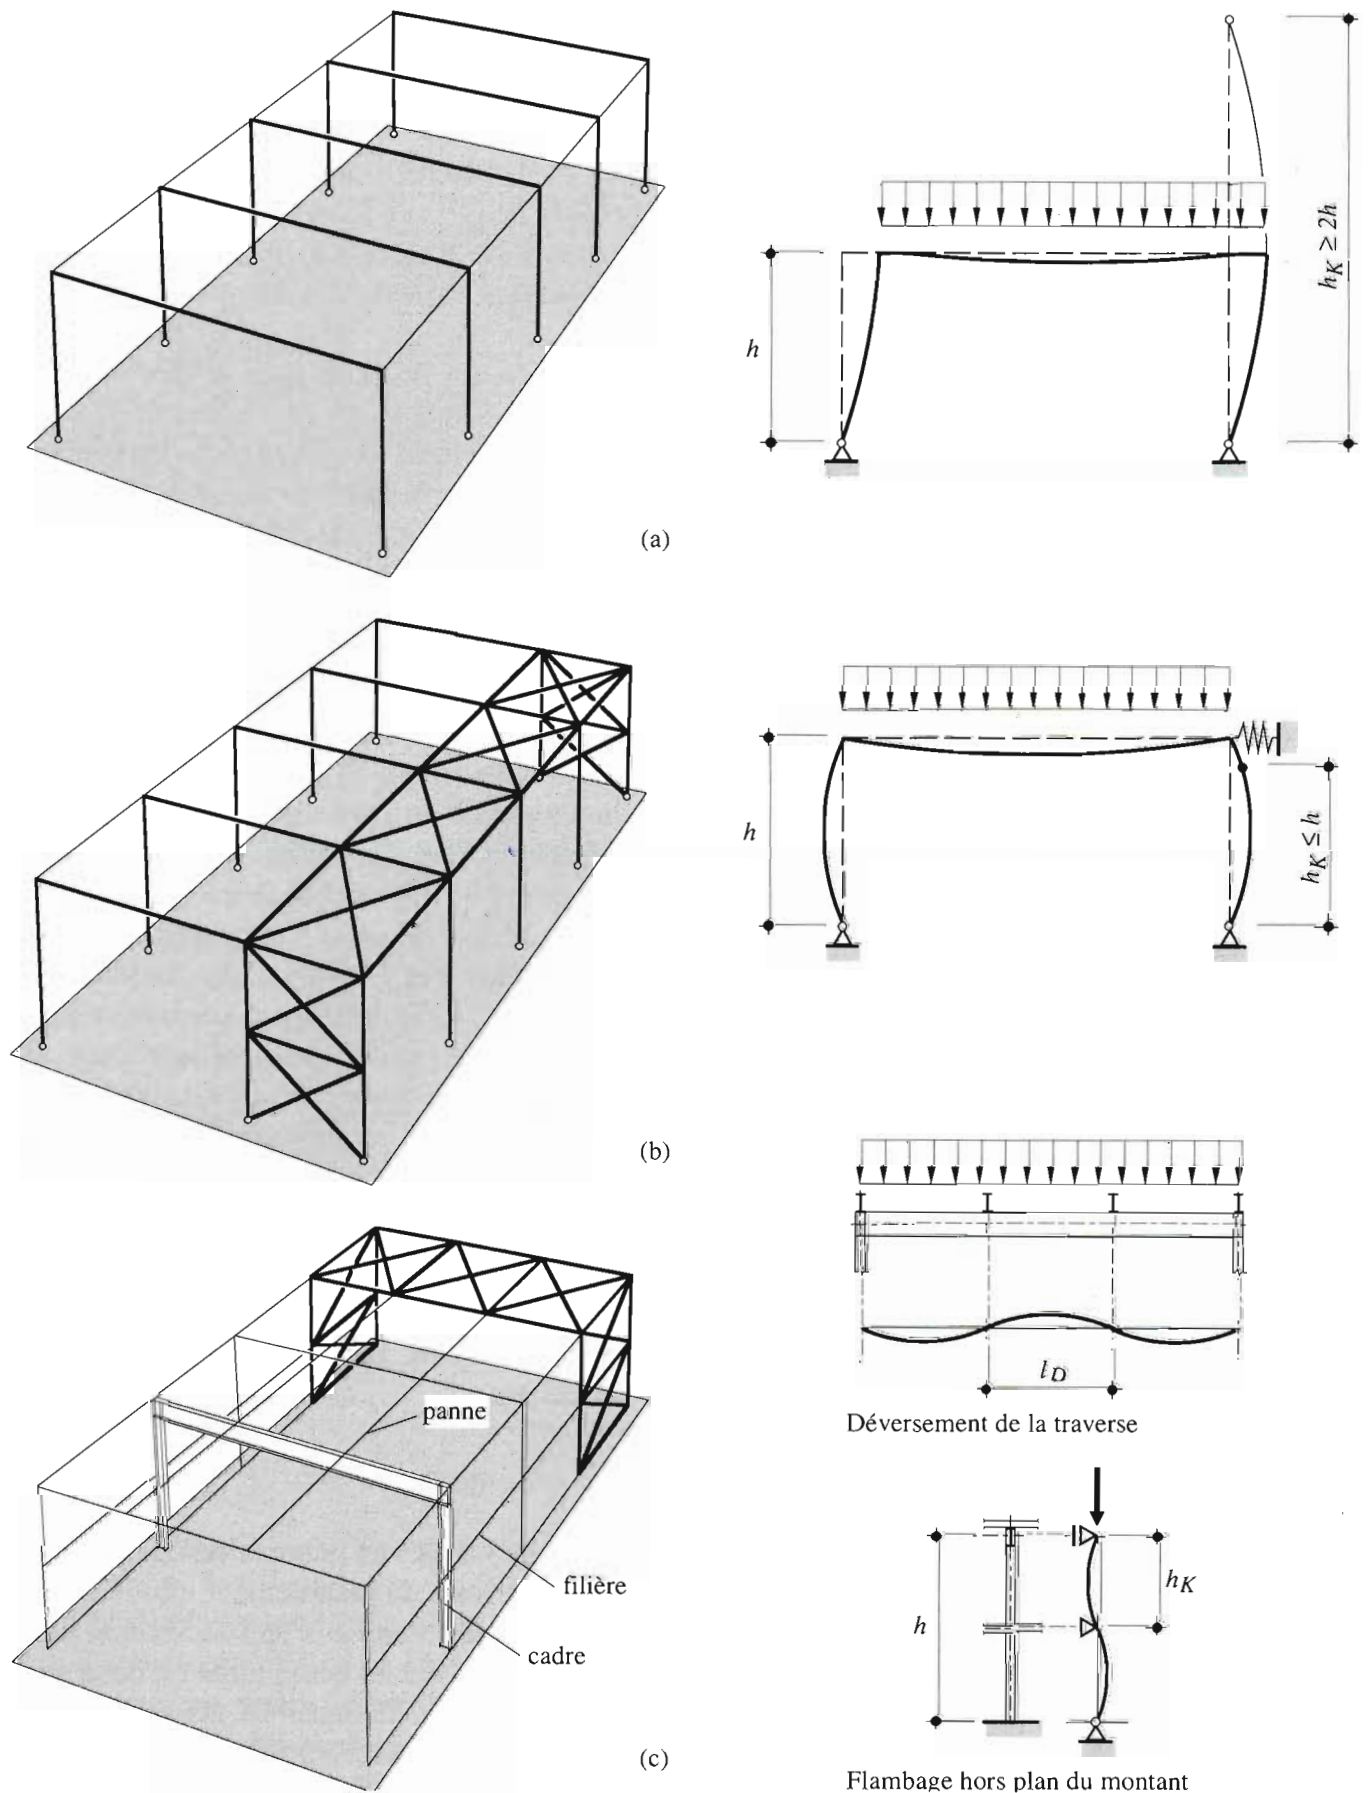 h
h_K ≥ 2h
(a)
h
h_K ≤ h
(b)
panne
filière
cadre
(c)
l_D
Déversement de la traverse
h
h_K
Flambage hors plan du montant